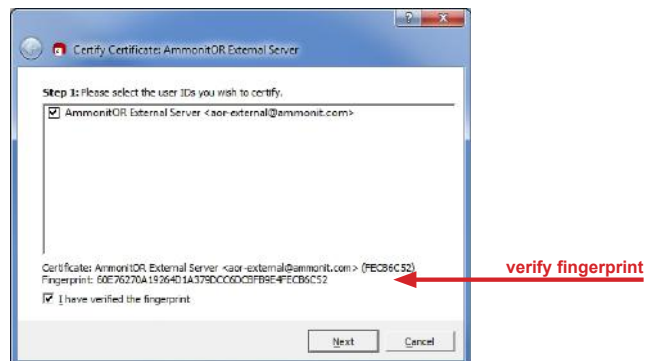 Certify Certificate: AmmonitOR External Server
Step 1: Please select the user IDs you wish to certify.
AmmonitOR External Server <aor-external@ammonit.com>
Certificate: AmmonitOR External Server <aor-external@ammonit.com> (FECB6C52)
Fingerprint: 60E76270A19264D1A379DCC6DCBFB9E4FECB6C52
verify fingerprint
I have verified the fingerprint
Next
Cancel